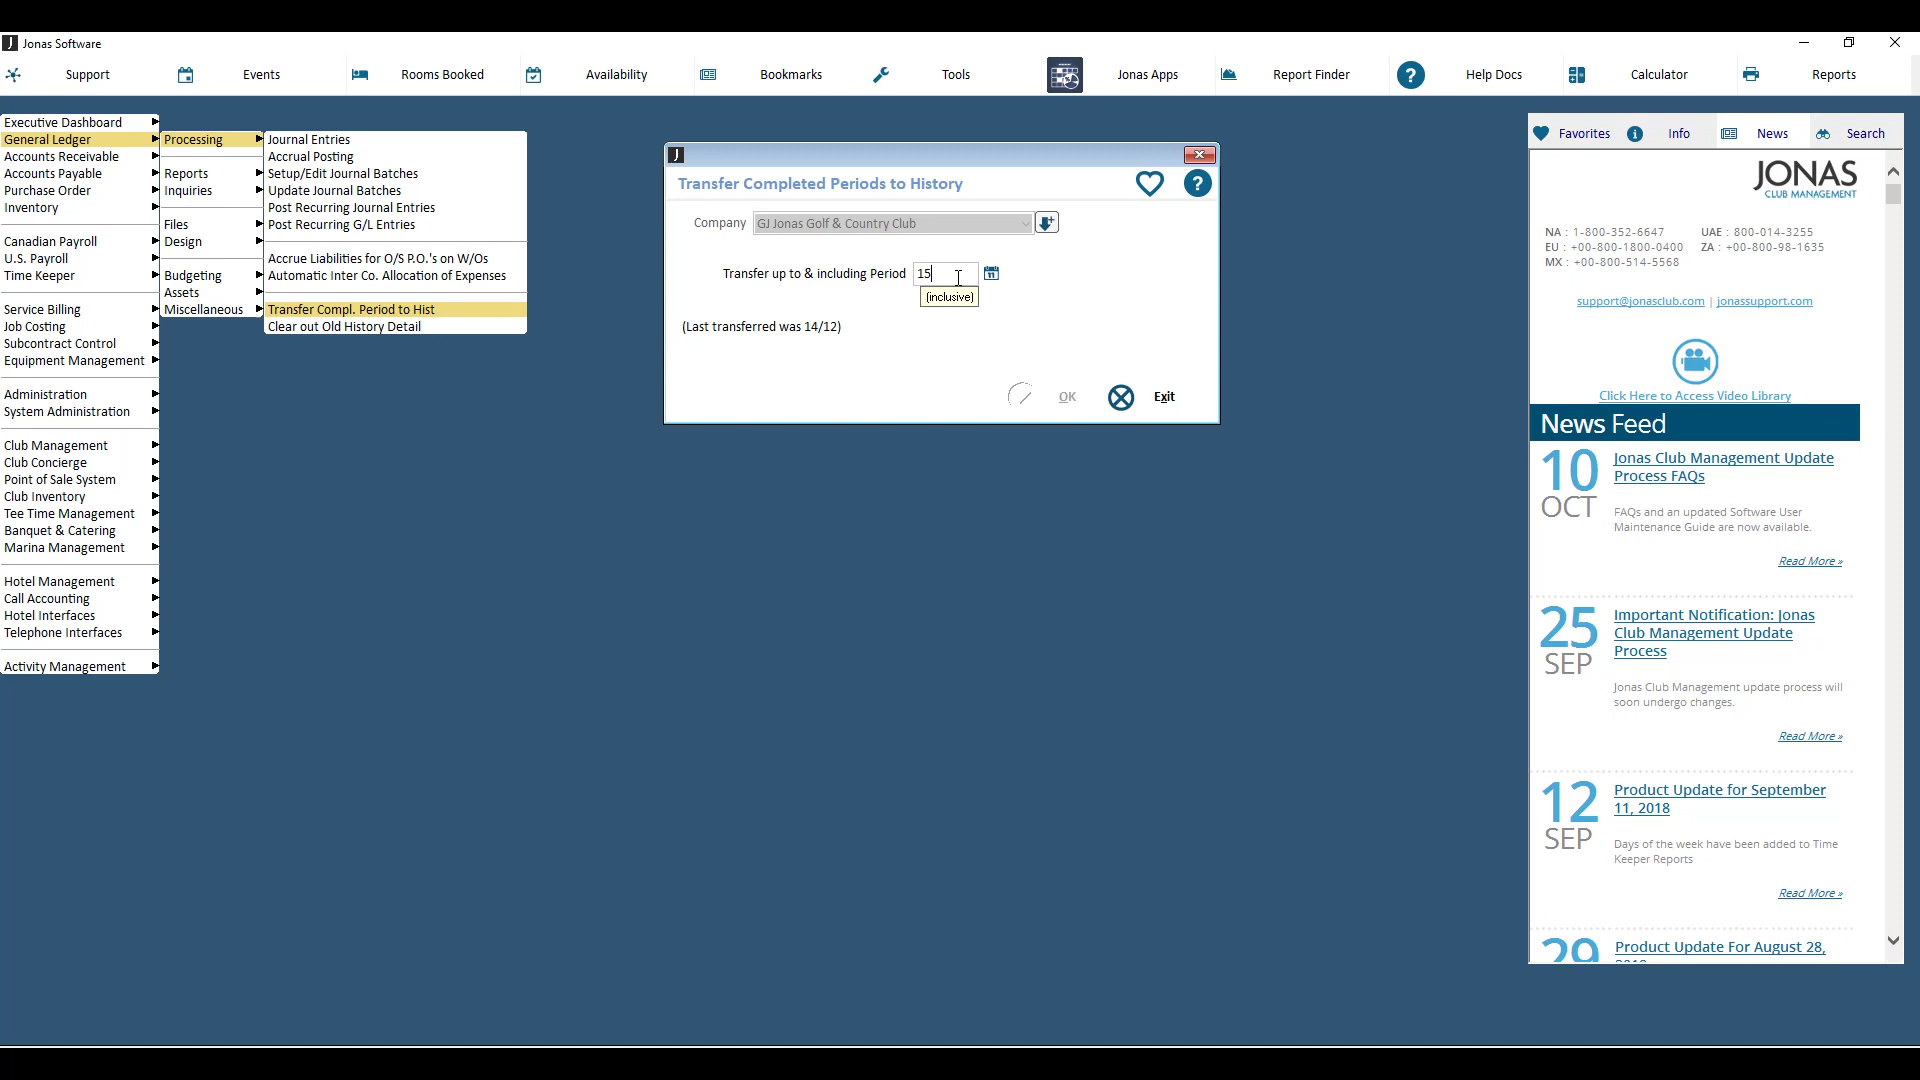 Jonas Software
Support
Events
Rooms Booked
Availability
Bookmarks
Tools
Jonas Apps
Report Finder
? Help Docs
Calculator
Reports
Executive Dashboard
General Ledger
Accounts Receivable
Accounts Payable
Purchase Order
Inventory
Canadian Payroll
U.S. Payroll
Time Keeper
Service Billing
Job Costing
Subcontract Control
Equipment Management
Administration
System Administration
Club Management
Club Concierge
Point of Sale System
Club Inventory
Tee Time Management
Banquet & Catering
Marina Management
Hotel Management
Call Accounting
Hotel Interfaces
Telephone Interfaces
Activity Management
Processing
Reports
Inquiries
Files
Design
Budgeting
Assets
Miscellaneous
Journal Entries
Accrual Posting
Setup/Edit Journal Batches
Update Journal Batches
Post Recurring Journal Entries
Post Recurring G/L Entries
Accrue Liabilities for O/S P.O.'s on W/Os
Automatic Inter Co. Allocation of Expenses
Transfer Compl. Period to Hist
Clear out Old History Detail
Transfer Completed Periods to History
?
Company GJ Jonas Golf & Country Club
Transfer up to & including Period 15
(inclusive)
(Last transferred was 14/12)
OK
Exit
Favorites
Info
News
Search
JONAS
CLUB MANAGEMENT
NA : 1-800-352-6647 UAE : 800-014-3255
EU : +00-800-1800-0400 ZA : +00-800-98-1635
MX : +00-800-514-5568
support@jonasclub.com | jonassupport.com
Click Here to Access Video Library
News Feed
10
OCT
Jonas Club Management Update
Process FAQs
FAQs and an updated Software User
Maintenance Guide are now available.
Read More »
25
SEP
Important Notification: Jonas
Club Management Update
Process
Jonas Club Management update process will
soon undergo changes.
Read More »
12
SEP
Product Update for September
11, 2018
Days of the week have been added to Time
Keeper Reports
Read More »
29
Product Update For August 28,
2018